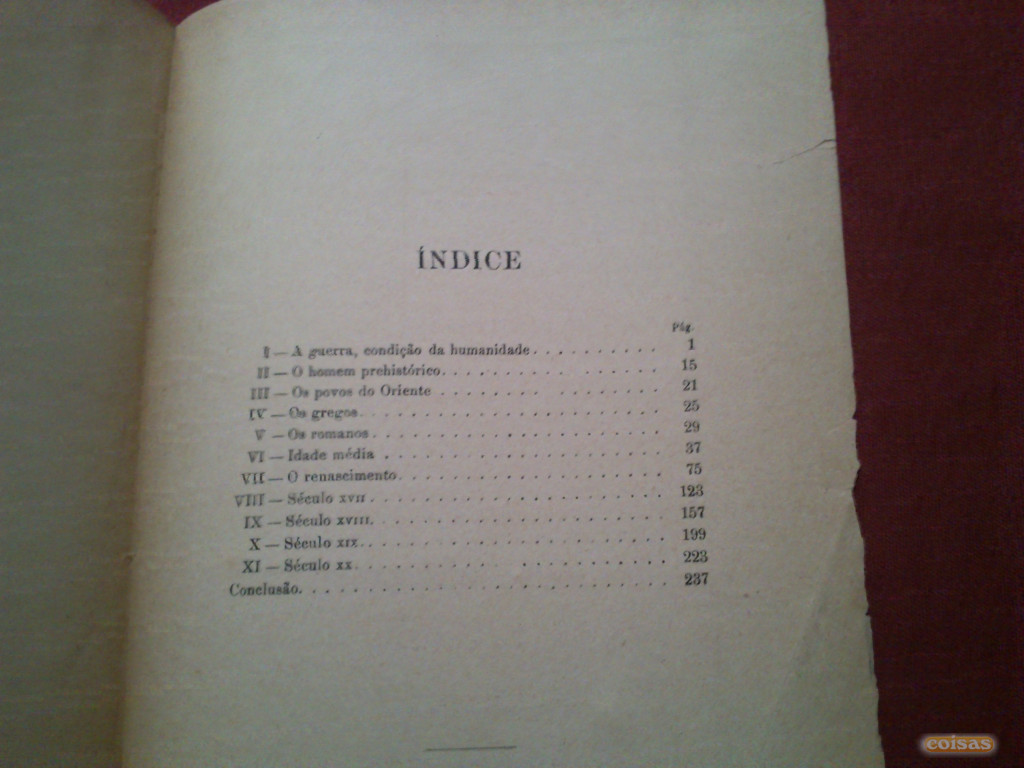 ÍNDICE
Pág.
I — A guerra, condição da humanidade . . . . . . . . . . 1
II — O homem prehistórico. . . . . . . . . . . . . . . . . 15
III — Os povos do Oriente . . . . . . . . . . . . . . . . . 21
IV — Os gregos. . . . . . . . . . . . . . . . . . . . . . . 25
V — Os romanos . . . . . . . . . . . . . . . . . . . . . . 29
VI — Idade média . . . . . . . . . . . . . . . . . . . . . 37
VII — O renascimento. . . . . . . . . . . . . . . . . . . . 75
VIII — Século XVII . . . . . . . . . . . . . . . . . . . . . 123
IX — Século XVIII. . . . . . . . . . . . . . . . . . . . . 157
X — Século XIX. . . . . . . . . . . . . . . . . . . . . . 199
XI — Século XX. . . . . . . . . . . . . . . . . . . . . . 223
Conclusão. . . . . . . . . . . . . . . . . . . . . . . . . 237
coisas